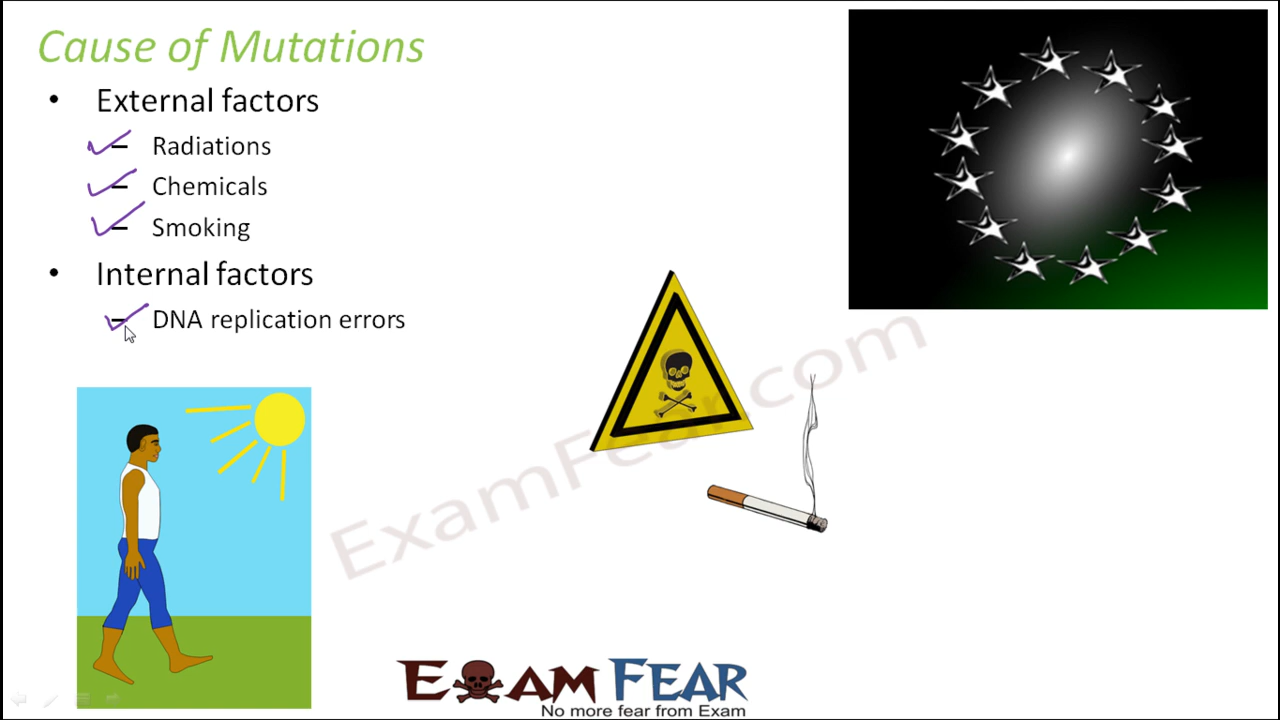 Cause of Mutations
• External factors
– Radiations
– Chemicals
– Smoking
• Internal factors
– DNA replication errors
ExamFear.com
EXAM FEAR
No more fear from Exam